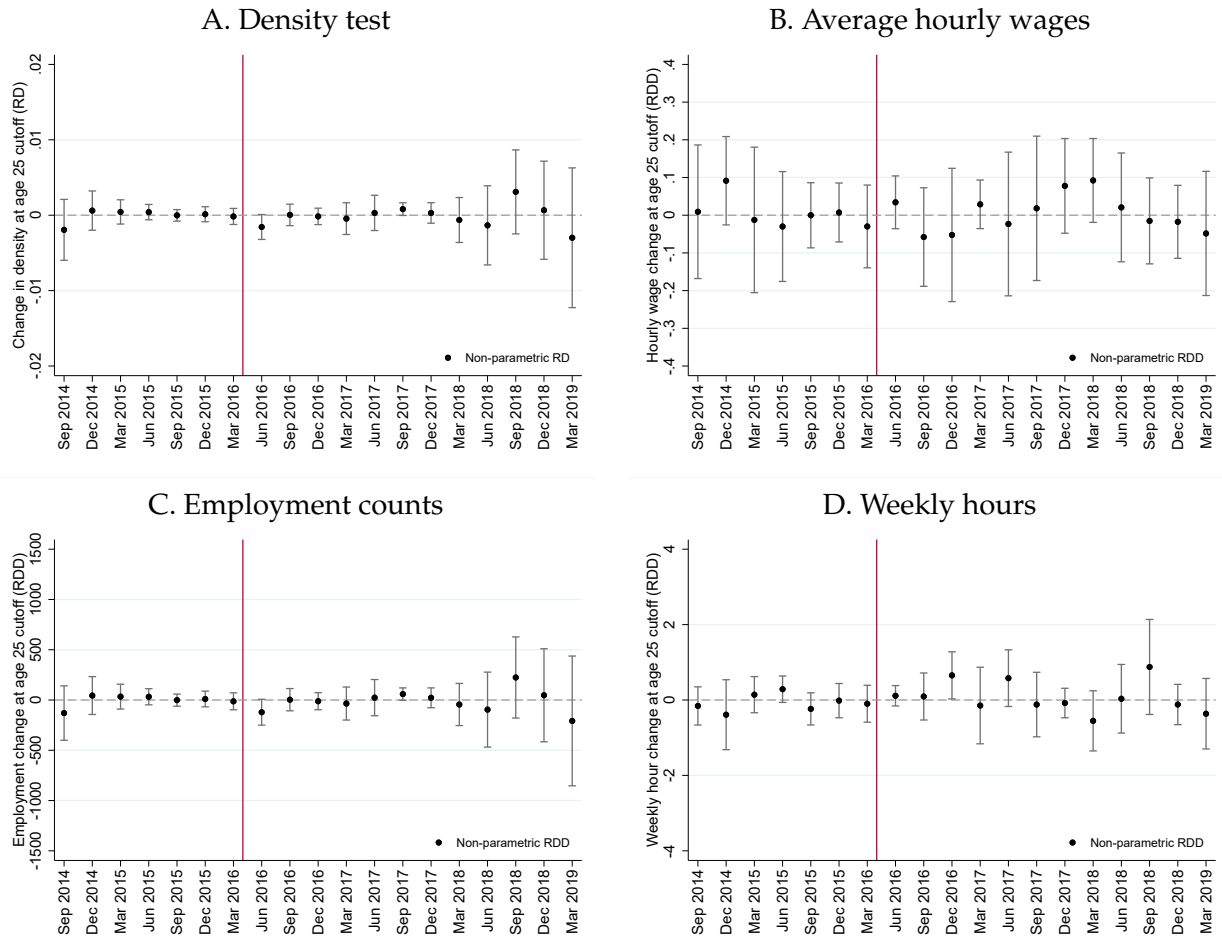 A. Density test
Change in density at age 25 cutoff (RD)
.02
.01
0
-.01
-.02
Non-parametric RD
Sep 2014
Dec 2014
Mar 2015
Jun 2015
Sep 2015
Dec 2015
Mar 2016
Jun 2016
Sep 2016
Dec 2016
Mar 2017
Jun 2017
Sep 2017
Dec 2017
Mar 2018
Jun 2018
Sep 2018
Dec 2018
Mar 2019
B. Average hourly wages
Hourly wage change at age 25 cutoff (RDD)
.4
.3
.2
.1
0
-.1
-.2
-.3
-.4
Non-parametric RDD
Sep 2014
Dec 2014
Mar 2015
Jun 2015
Sep 2015
Dec 2015
Mar 2016
Jun 2016
Sep 2016
Dec 2016
Mar 2017
Jun 2017
Sep 2017
Dec 2017
Mar 2018
Jun 2018
Sep 2018
Dec 2018
Mar 2019
C. Employment counts
Employment change at age 25 cutoff (RDD)
1500
1000
500
0
-500
-1000
-1500
Non-parametric RDD
Sep 2014
Dec 2014
Mar 2015
Jun 2015
Sep 2015
Dec 2015
Mar 2016
Jun 2016
Sep 2016
Dec 2016
Mar 2017
Jun 2017
Sep 2017
Dec 2017
Mar 2018
Jun 2018
Sep 2018
Dec 2018
Mar 2019
D. Weekly hours
Weekly hour change at age 25 cutoff (RDD)
4
2
0
-2
-4
Non-parametric RDD
Sep 2014
Dec 2014
Mar 2015
Jun 2015
Sep 2015
Dec 2015
Mar 2016
Jun 2016
Sep 2016
Dec 2016
Mar 2017
Jun 2017
Sep 2017
Dec 2017
Mar 2018
Jun 2018
Sep 2018
Dec 2018
Mar 2019